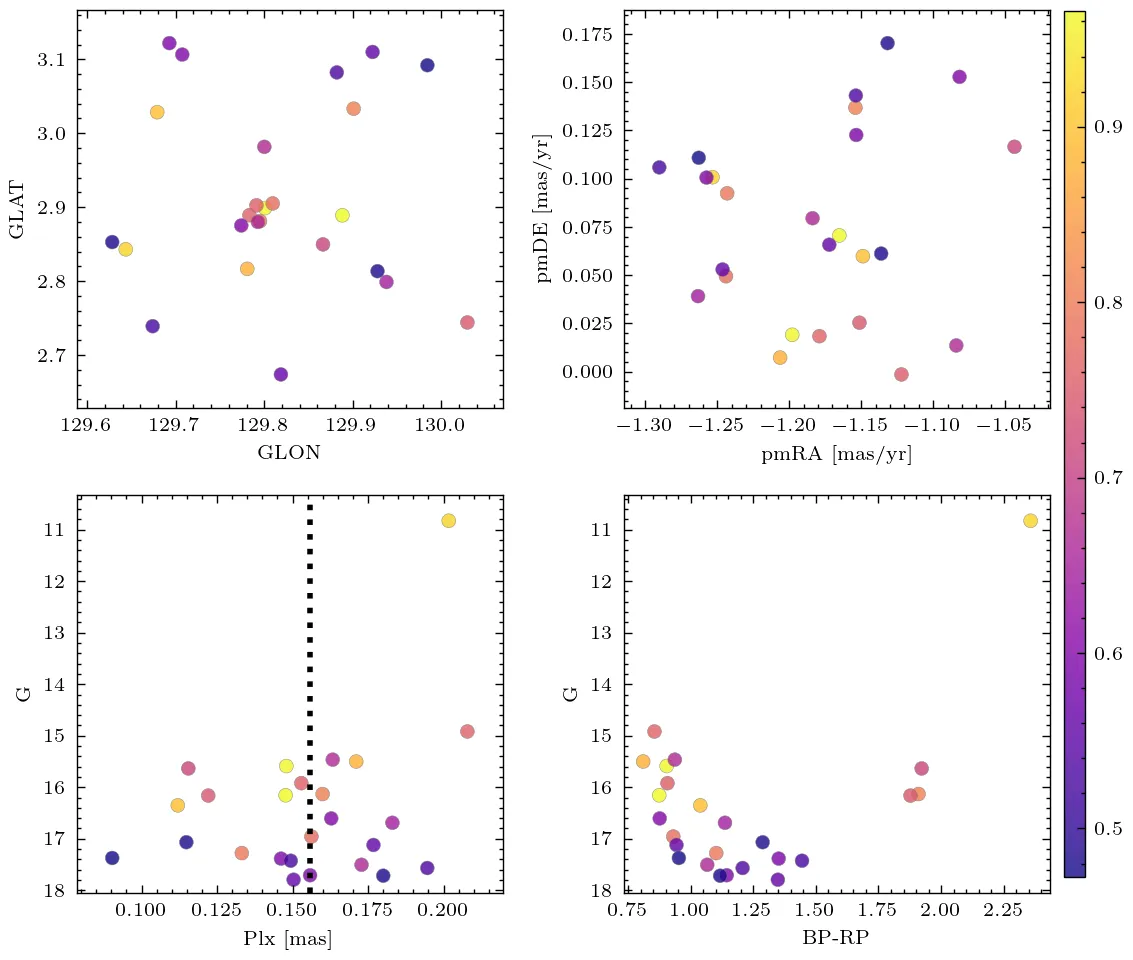 3.1
3.0
2.9
2.8
2.7
GLAT
129.6 129.7 129.8 129.9 130.0
GLON
0.175
0.150
0.125
0.100
0.075
0.050
0.025
0.000
pmDE [mas/yr]
−1.30 −1.25 −1.20 −1.15 −1.10 −1.05
pmRA [mas/yr]
0.9
0.8
0.7
0.6
0.5
11
12
13
14
15
16
17
18
G
0.100 0.125 0.150 0.175 0.200
Plx [mas]
11
12
13
14
15
16
17
18
G
0.75 1.00 1.25 1.50 1.75 2.00 2.25
BP-RP